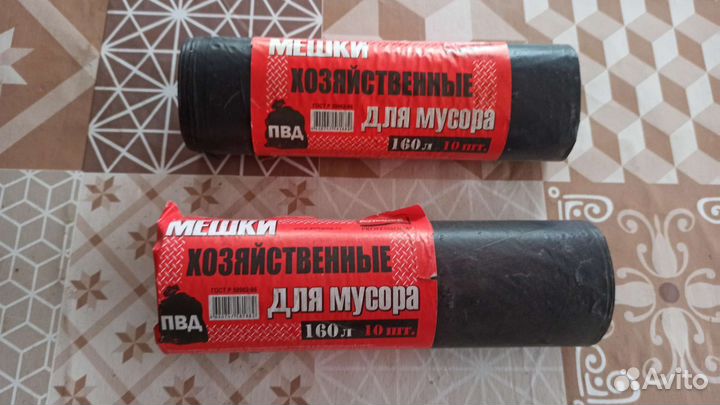 МЕШКИ
ХОЗЯЙСТВЕННЫЕ
ДЛЯ МУСОРА
ПВД
160 л 10 шт.
МЕШКИ
ХОЗЯЙСТВЕННЫЕ
ДЛЯ МУСОРА
ПВД
160 л 10 шт.
Avito